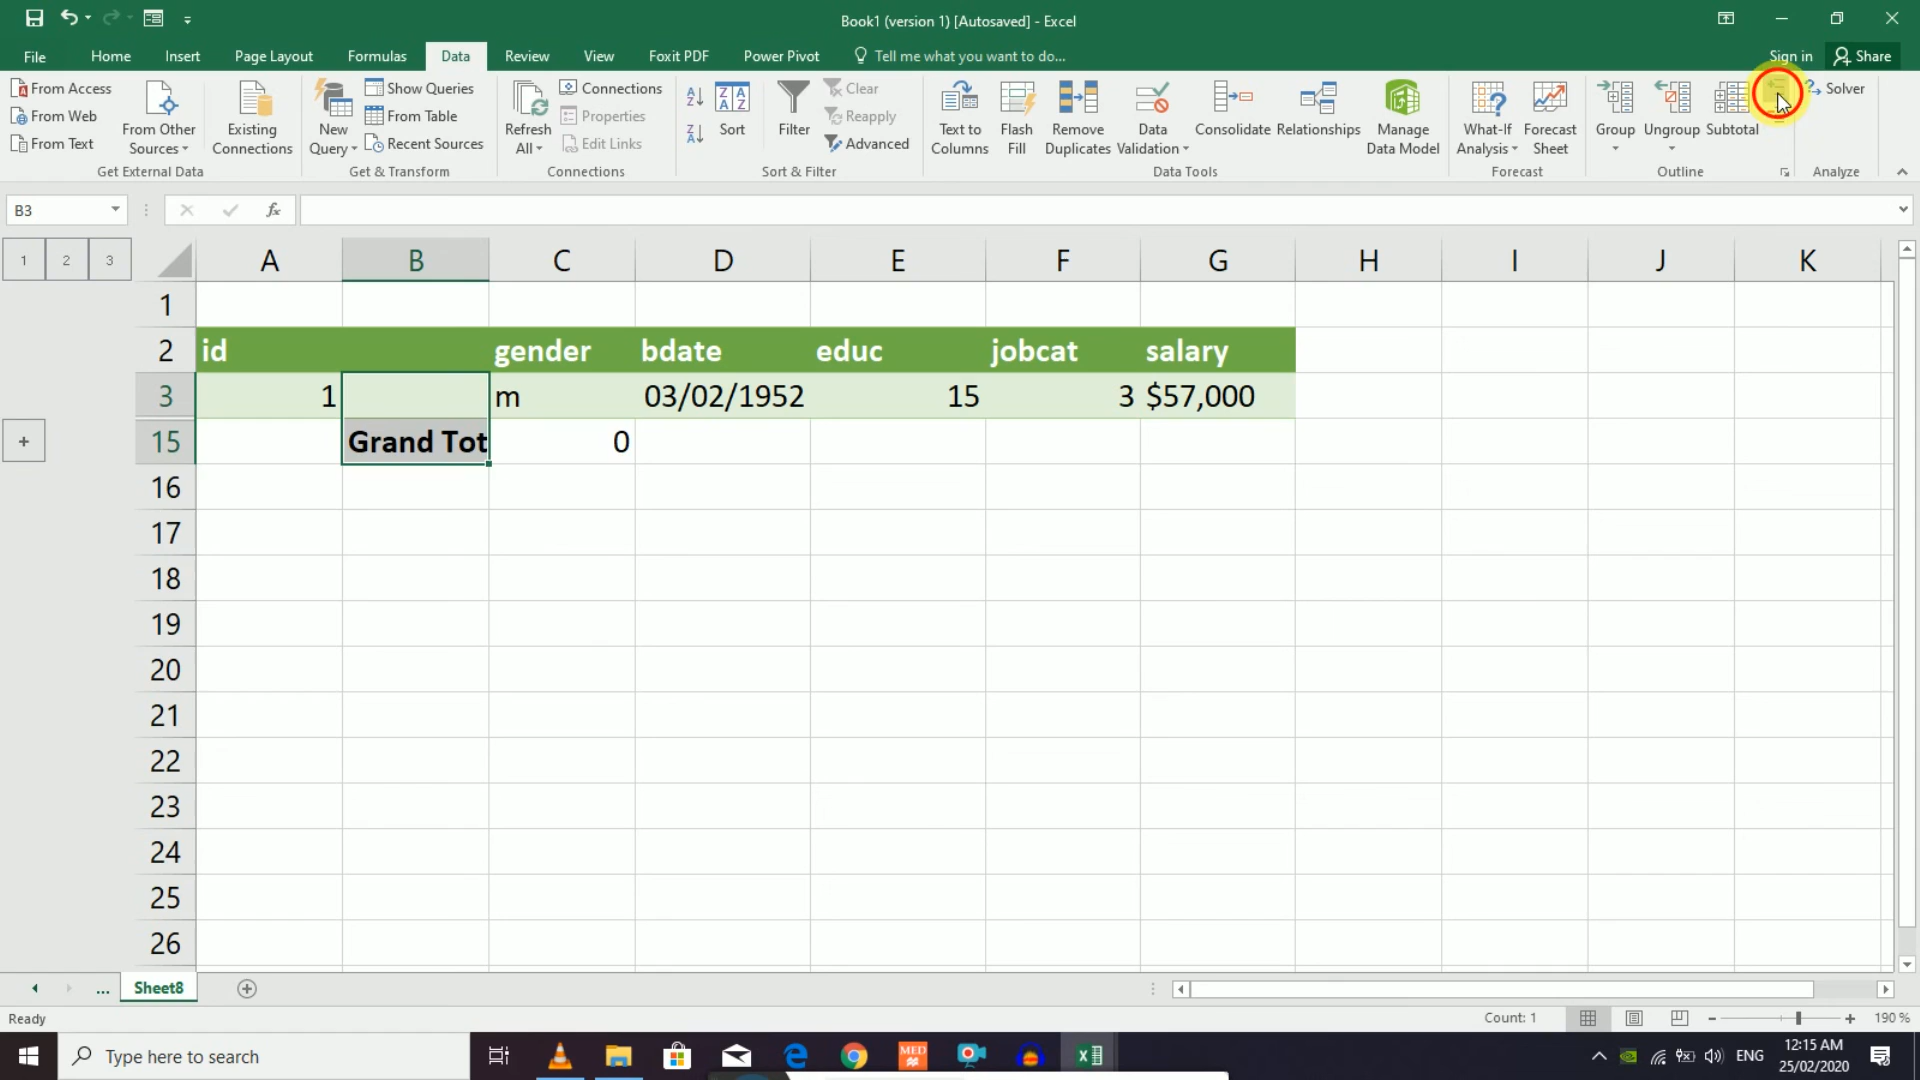 Book1 (version 1) [Autosaved] - Excel
File Home Insert Page Layout Formulas Data Review View Foxit PDF Power Pivot Tell me what you want to do... Sign in Share
From Access
From Web
From Text
From Other
Sources
Get External Data
Existing
Connections
New
Query
Show Queries
From Table
Recent Sources
Get & Transform
Refresh
All
Connections
Properties
Edit Links
Connections
A
Z
Z
A
Z A
A Z
Sort
Filter
Clear
Reapply
Advanced
Sort & Filter
Text to
Columns
Flash
Fill
Remove
Duplicates
Data
Validation
Consolidate
Relationships
Manage
Data Model
Data Tools
What-If
Analysis
Forecast
Sheet
Forecast
Group
Ungroup
Subtotal
Outline
Solver
Analyze
B3 fx
1 2 3 A B C D E F G H I J K
1
2 id gender bdate educ jobcat salary
3 1 m 03/02/1952 15 3 $57,000
15 Grand Tot 0
16
17
18
19
20
21
22
23
24
25
26
... Sheet8
Ready Count: 1 190 %
Type here to search MED ENG 12:15 AM
25/02/2020